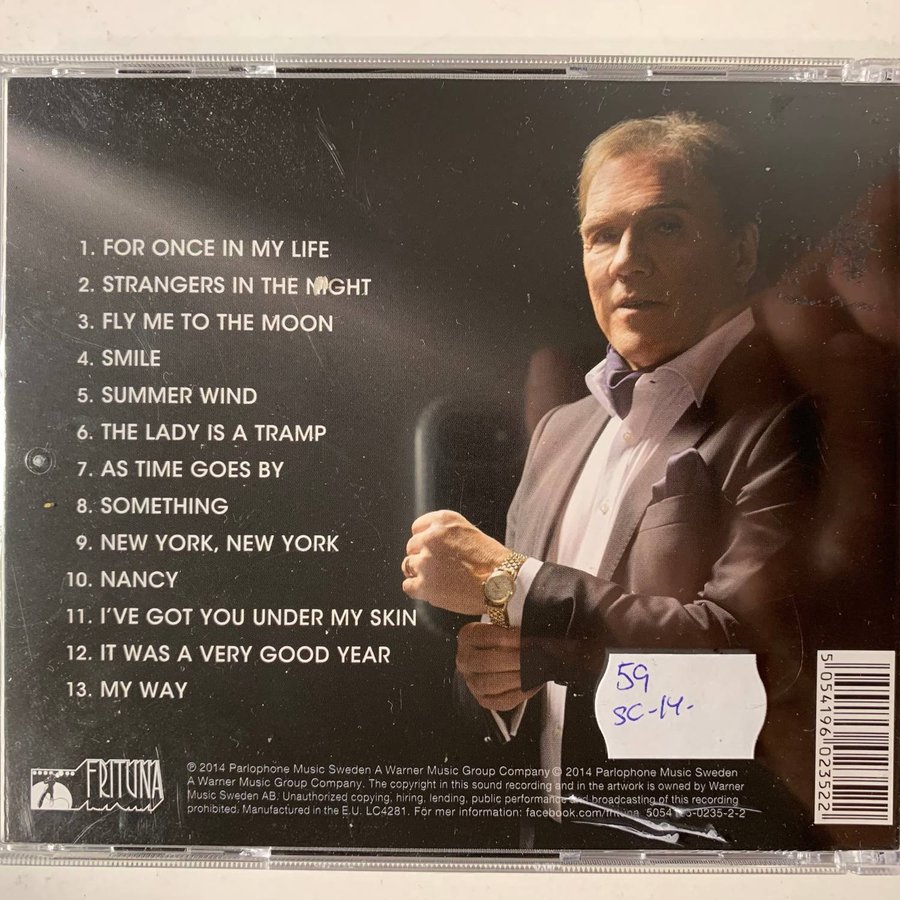 1. FOR ONCE IN MY LIFE
2. STRANGERS IN THE NIGHT
3. FLY ME TO THE MOON
4. SMILE
5. SUMMER WIND
6. THE LADY IS A TRAMP
7. AS TIME GOES BY
8. SOMETHING
9. NEW YORK, NEW YORK
10. NANCY
11. I'VE GOT YOU UNDER MY SKIN
12. IT WAS A VERY GOOD YEAR
13. MY WAY
59
SC-14-
5 054196 023522
FRITUNA
℗ 2014 Parlophone Music Sweden A Warner Music Group Company © 2014 Parlophone Music Sweden
A Warner Music Group Company. The copyright in this sound recording and in the artwork is owned by Warner
Music Sweden AB. Unauthorized copying, hiring, lending, public performance and broadcasting of this recording
prohibited. Manufactured in the E.U. LC4281. För mer information: facebook.com/frituna 5054196-0235-2-2